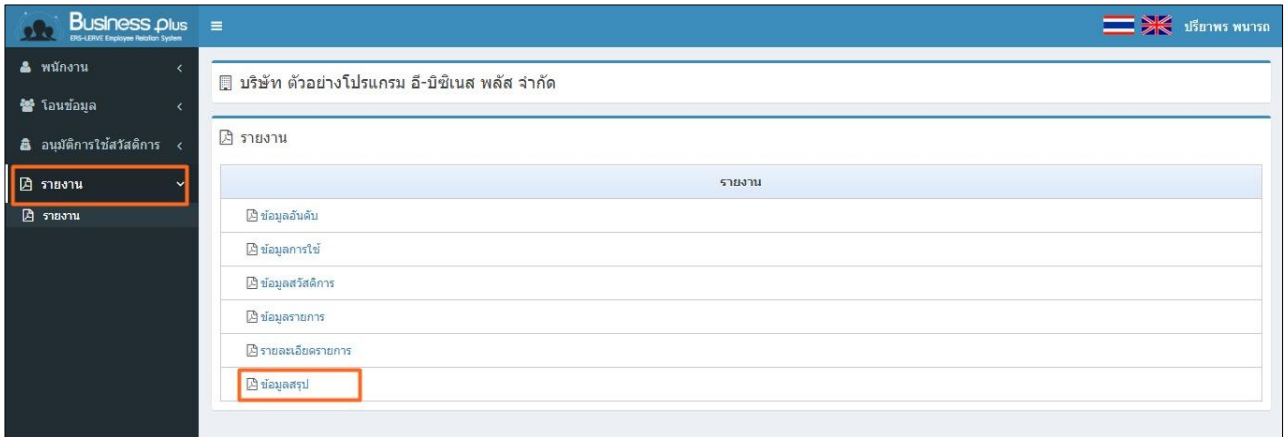 Business plus
ERS-LERVE Employee Relation System
ปรียาพร พนารถ
พนักงาน
โอนข้อมูล
อนุมัติการใช้สวัสดิการ
รายงาน
รายงาน
บริษัท ตัวอย่างโปรแกรม อี-บิซิเนส พลัส จำกัด
รายงาน
รายงาน
ข้อมูลอันดับ
ข้อมูลการใช้
ข้อมูลสวัสดิการ
ข้อมูลรายการ
รายละเอียดรายการ
ข้อมูลสรุป